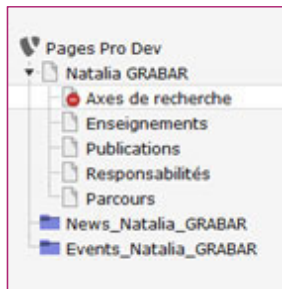 Pages Pro Dev
Natalia GRABAR
Axes de recherche
Enseignements
Publications
Responsabilités
Parcours
News_Natalia_GRABAR
Events_Natalia_GRABAR